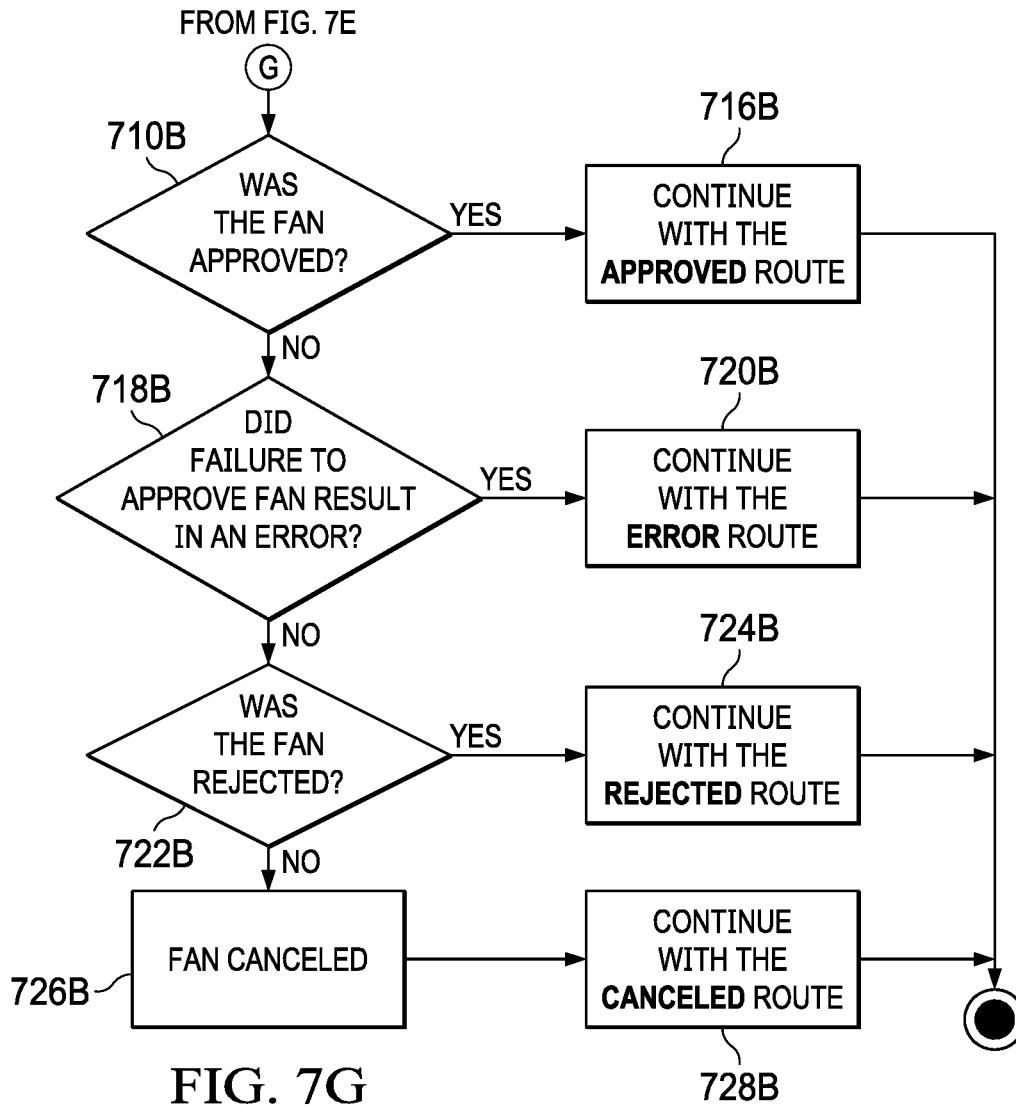 FROM FIG. 7E
G
710B
WAS
THE FAN
APPROVED?
YES
716B
CONTINUE
WITH THE
APPROVED ROUTE
NO
718B
DID
FAILURE TO
APPROVE FAN RESULT
IN AN ERROR?
YES
720B
CONTINUE
WITH THE
ERROR ROUTE
NO
WAS
THE FAN
REJECTED?
722B
YES
724B
CONTINUE
WITH THE
REJECTED ROUTE
NO
FAN CANCELED
726B
CONTINUE
WITH THE
CANCELED ROUTE
728B
FIG. 7G